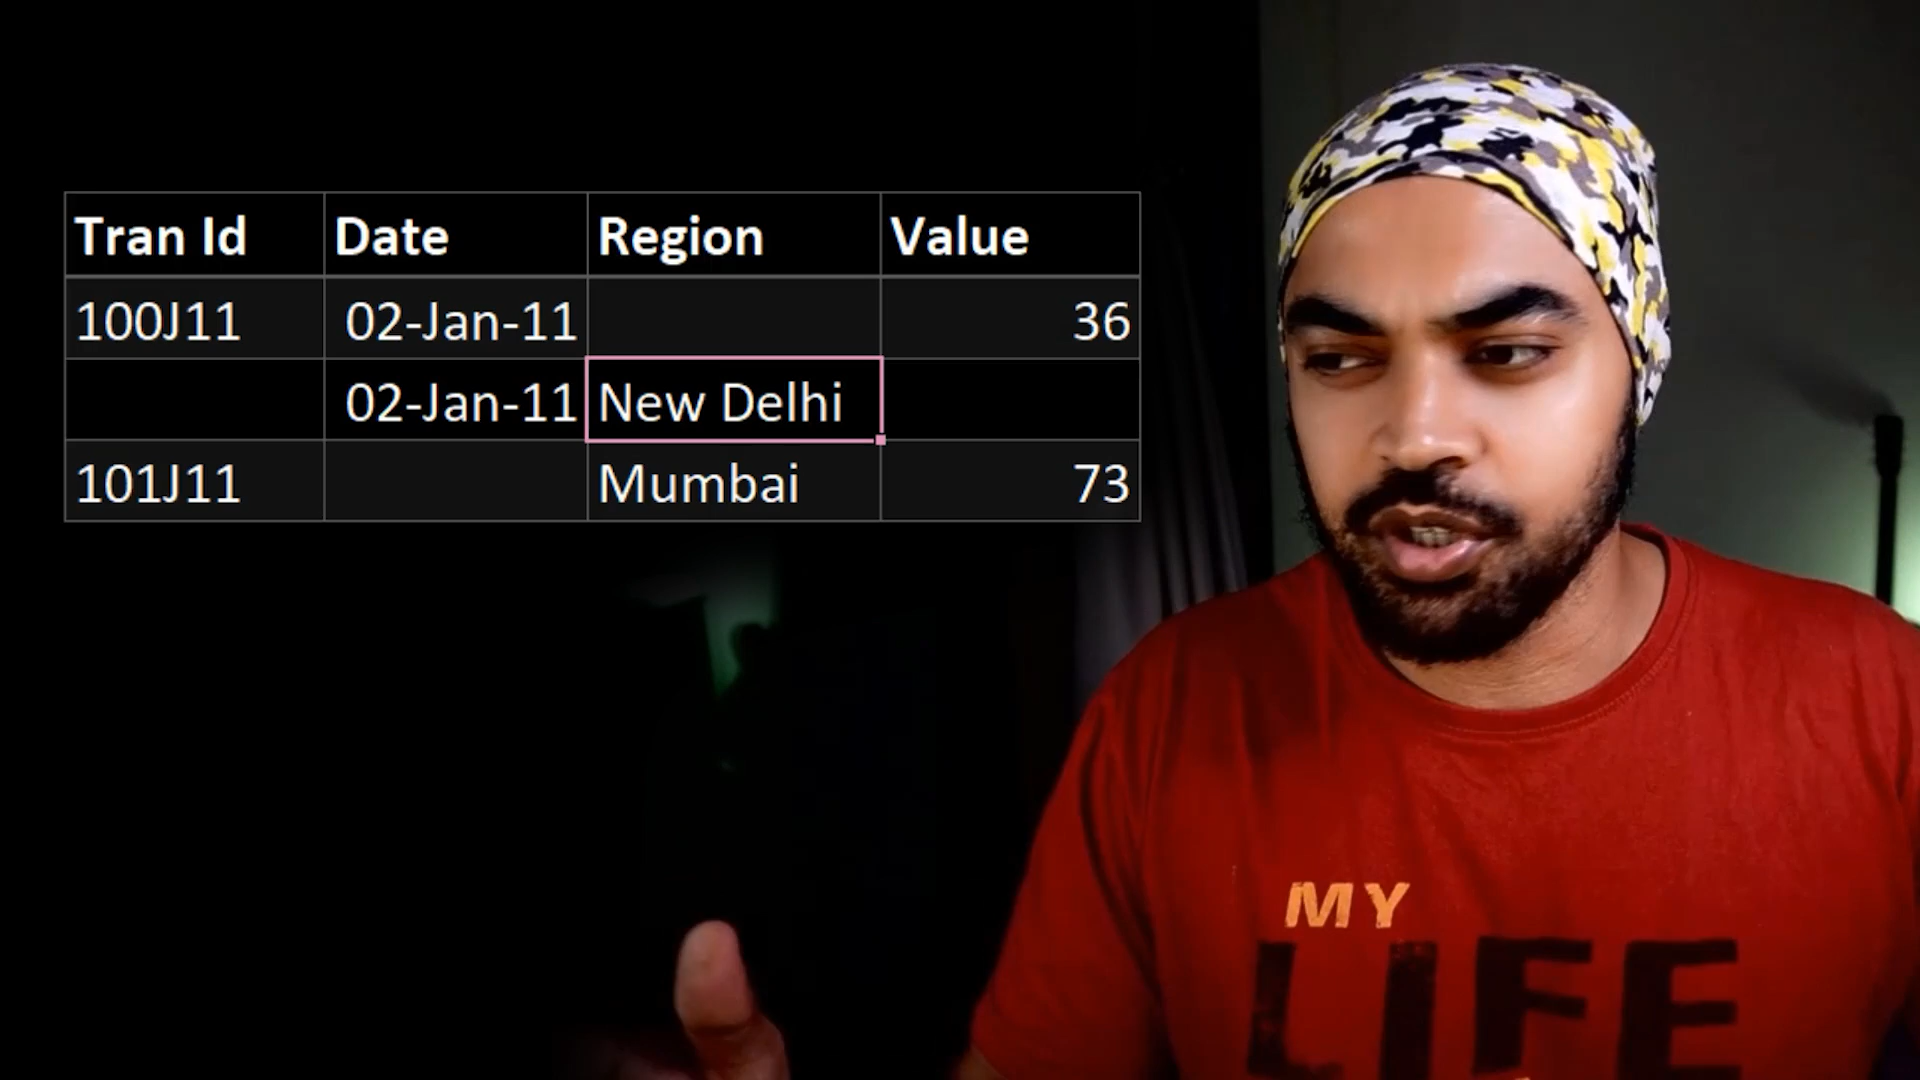 Tran Id Date Region Value
100J11 02-Jan-11 36
02-Jan-11 New Delhi
101J11 Mumbai 73
MY
LIFE